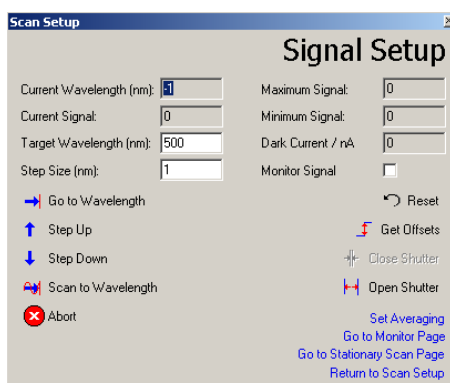 Scan Setup
Signal Setup
Current Wavelength (nm): -1 Maximum Signal: 0
Current Signal: 0 Minimum Signal: 0
Target Wavelength (nm): 500 Dark Current / nA 0
Step Size (nm): 1 Monitor Signal
Go to Wavelength Reset
Step Up Get Offsets
Step Down Close Shutter
Scan to Wavelength Open Shutter
Abort Set Averaging
Go to Monitor Page
Go to Stationary Scan Page
Return to Scan Setup